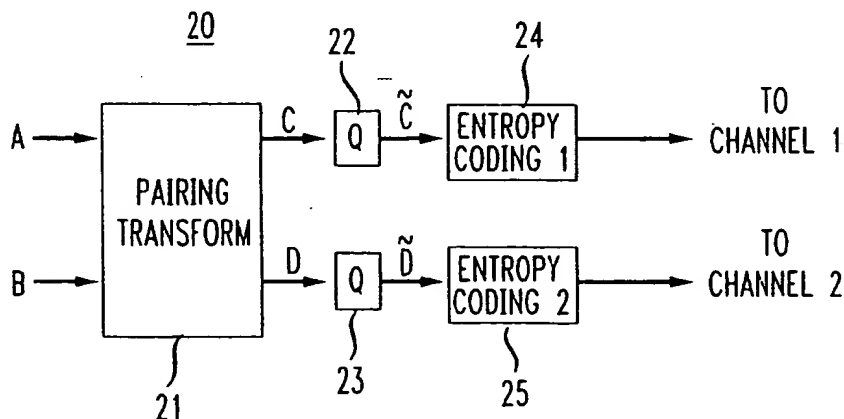 20
22
24
A
C
Q
C̃
ENTROPY
CODING 1
TO
CHANNEL 1
PAIRING
TRANSFORM
B
D
Q
D̃
ENTROPY
CODING 2
TO
CHANNEL 2
21
23
25